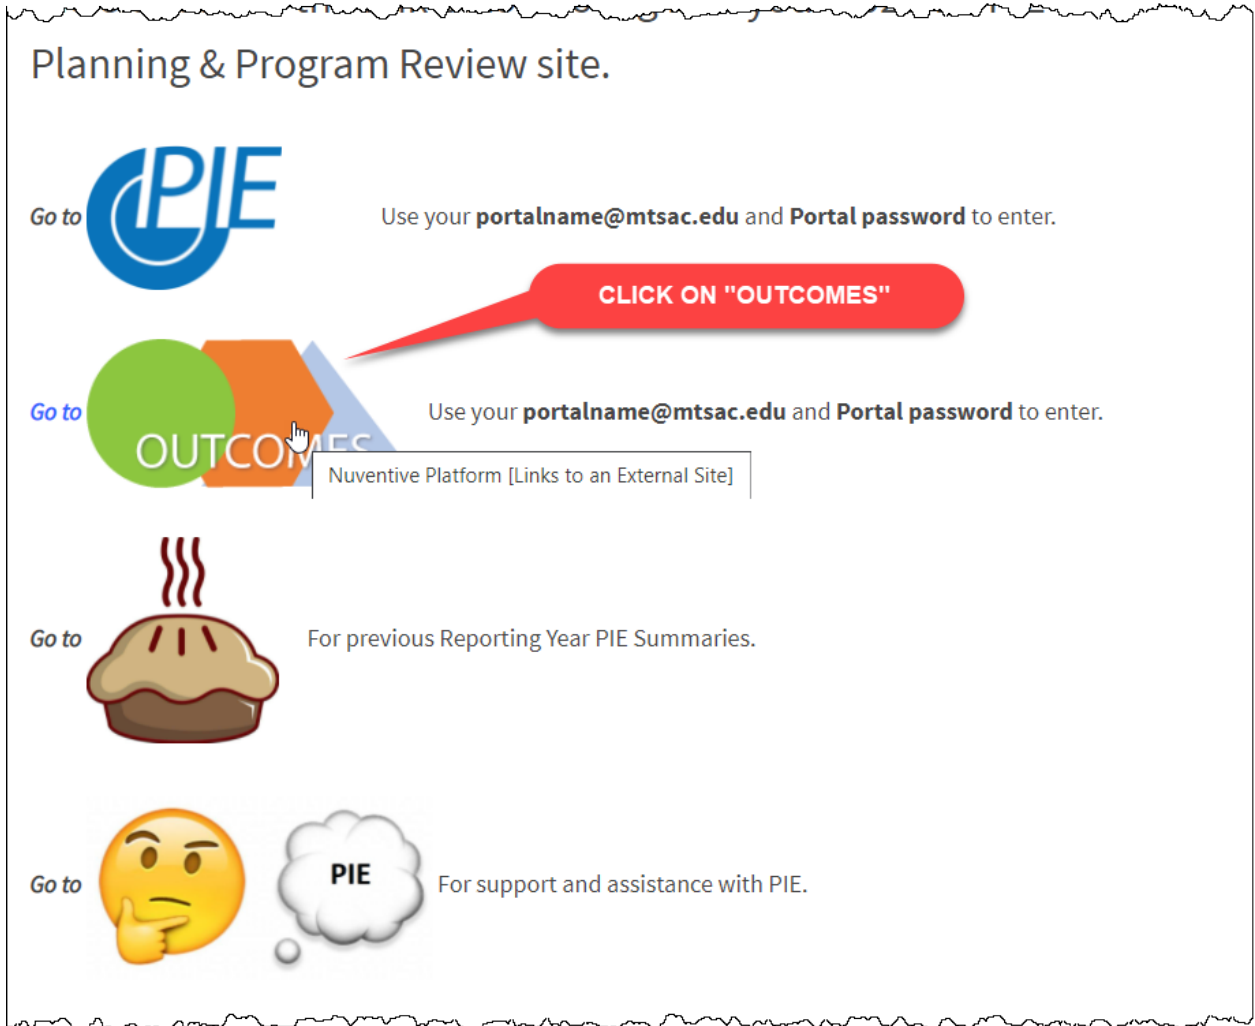 Planning & Program Review site.
Go to PIE Use your portalname@mtsac.edu and Portal password to enter.
CLICK ON "OUTCOMES"
Go to OUTCOMES Use your portalname@mtsac.edu and Portal password to enter.
Nuventive Platform [Links to an External Site]
Go to For previous Reporting Year PIE Summaries.
Go to PIE For support and assistance with PIE.